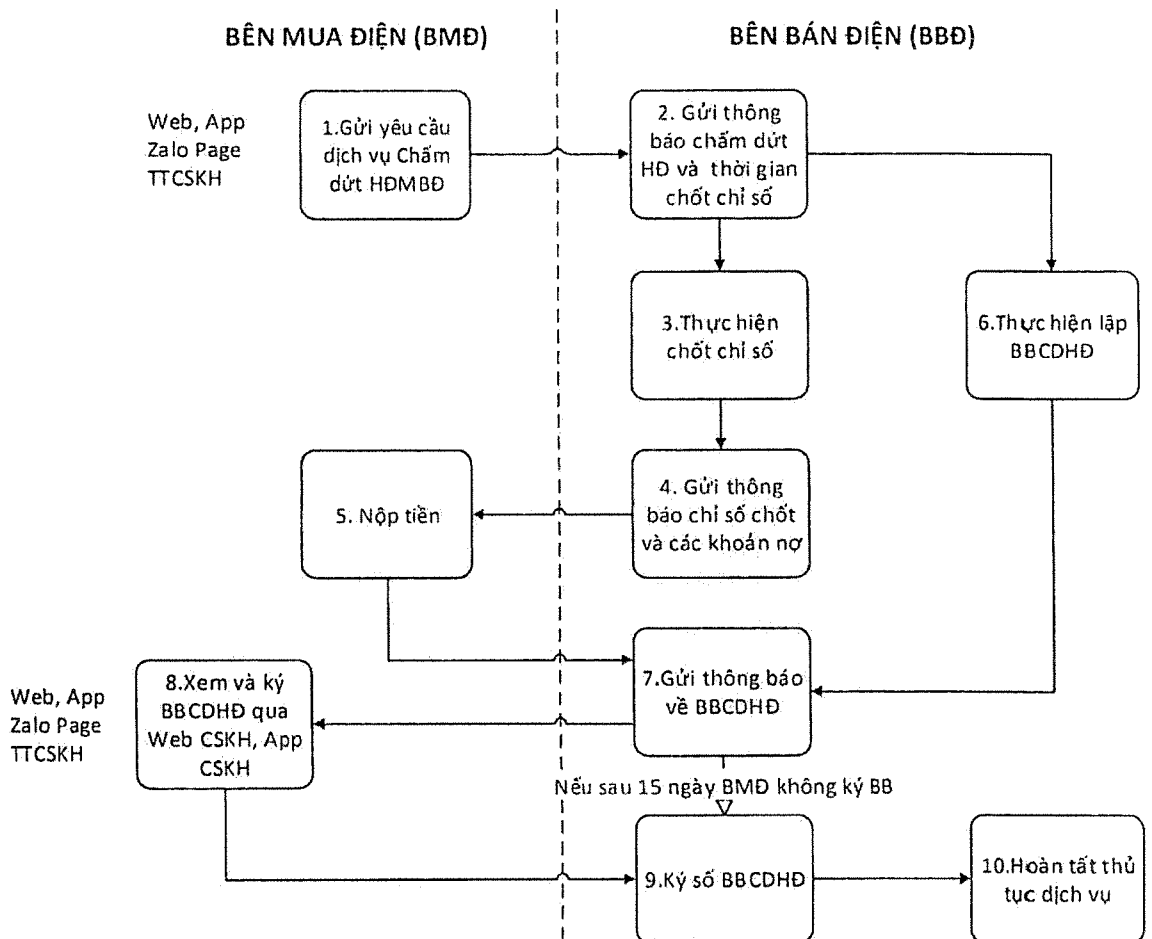 BÊN MUA ĐIỆN (BMĐ)
BÊN BÁN ĐIỆN (BBĐ)
Web, App
Zalo Page
TTCSKH
1.Gửi yêu cầu
dịch vụ Chấm
dứt HĐMBĐ
2. Gửi thông
báo chấm dứt
HĐ và thời gian
chốt chỉ số
3.Thực hiện
chốt chỉ số
6.Thực hiện lập
BBCDHĐ
4. Gửi thông
báo chỉ số chốt
và các khoản nợ
5. Nộp tiền
7.Gửi thông báo
về BBCDHĐ
Web, App
Zalo Page
TTCSKH
8.Xem và ký
BBCDHĐ qua
Web CSKH, App
CSKH
Nếu sau 15 ngày BMĐ không ký BB
9.Ký số BBCDHĐ
10.Hoàn tất thủ
tục dịch vụ